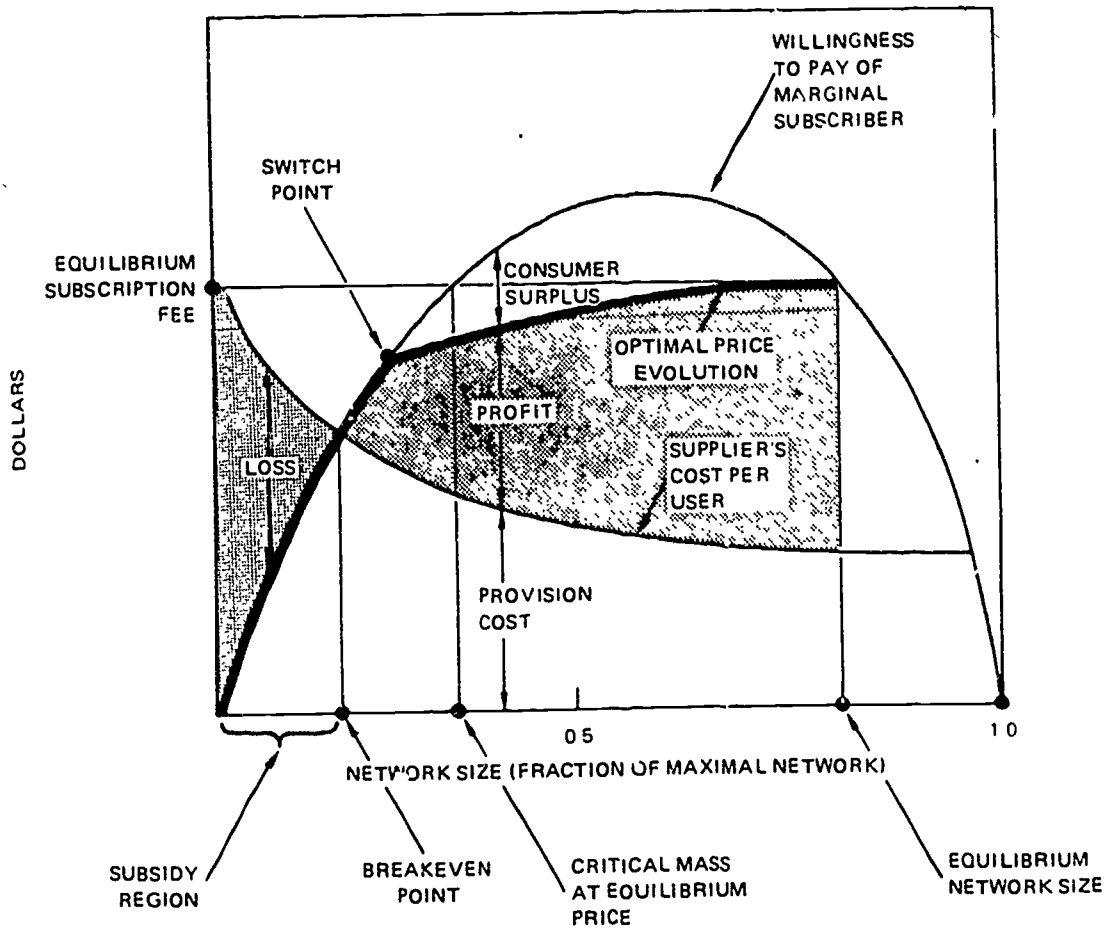 WILLINGNESS
TO PAY OF
MARGINAL
SUBSCRIBER
SWITCH
POINT
EQUILIBRIUM
SUBSCRIPTION
FEE
CONSUMER
SURPLUS
OPTIMAL PRICE
EVOLUTION
DOLLARS
PROFIT
LOSS
SUPPLIER'S
COST PER
USER
PROVISION
COST
0 5
1 0
NETWORK SIZE (FRACTION OF MAXIMAL NETWORK)
SUBSIDY
REGION
BREAKEVEN
POINT
CRITICAL MASS
AT EQUILIBRIUM
PRICE
EQUILIBRIUM
NETWORK SIZE